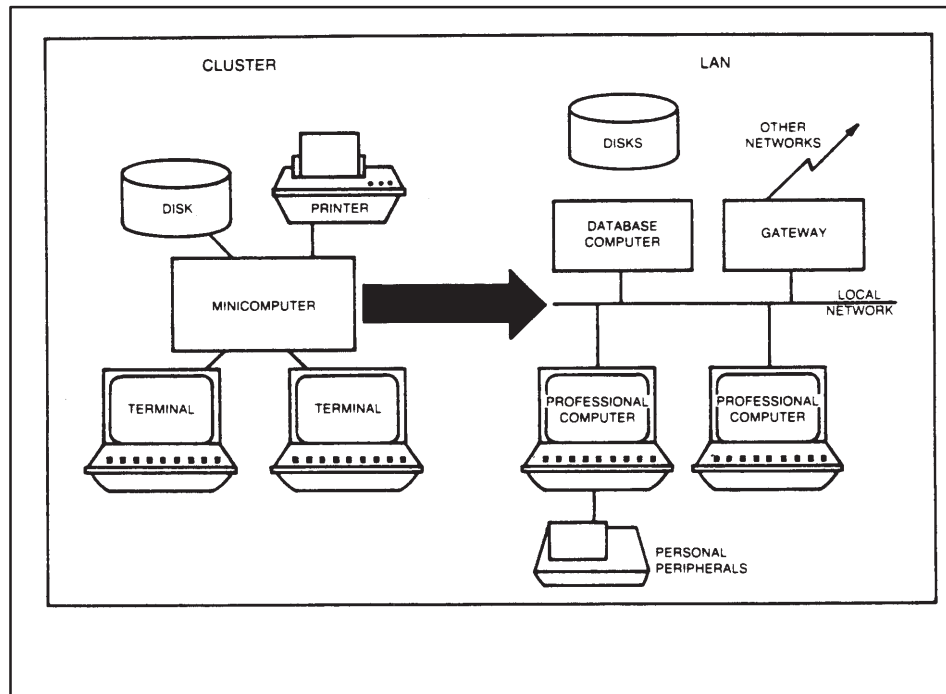 CLUSTER
LAN
DISK
PRINTER
MINICOMPUTER
TERMINAL
TERMINAL
DISKS
OTHER
NETWORKS
DATABASE
COMPUTER
GATEWAY
LOCAL
NETWORK
PROFESSIONAL
COMPUTER
PROFESSIONAL
COMPUTER
PERSONAL
PERIPHERALS